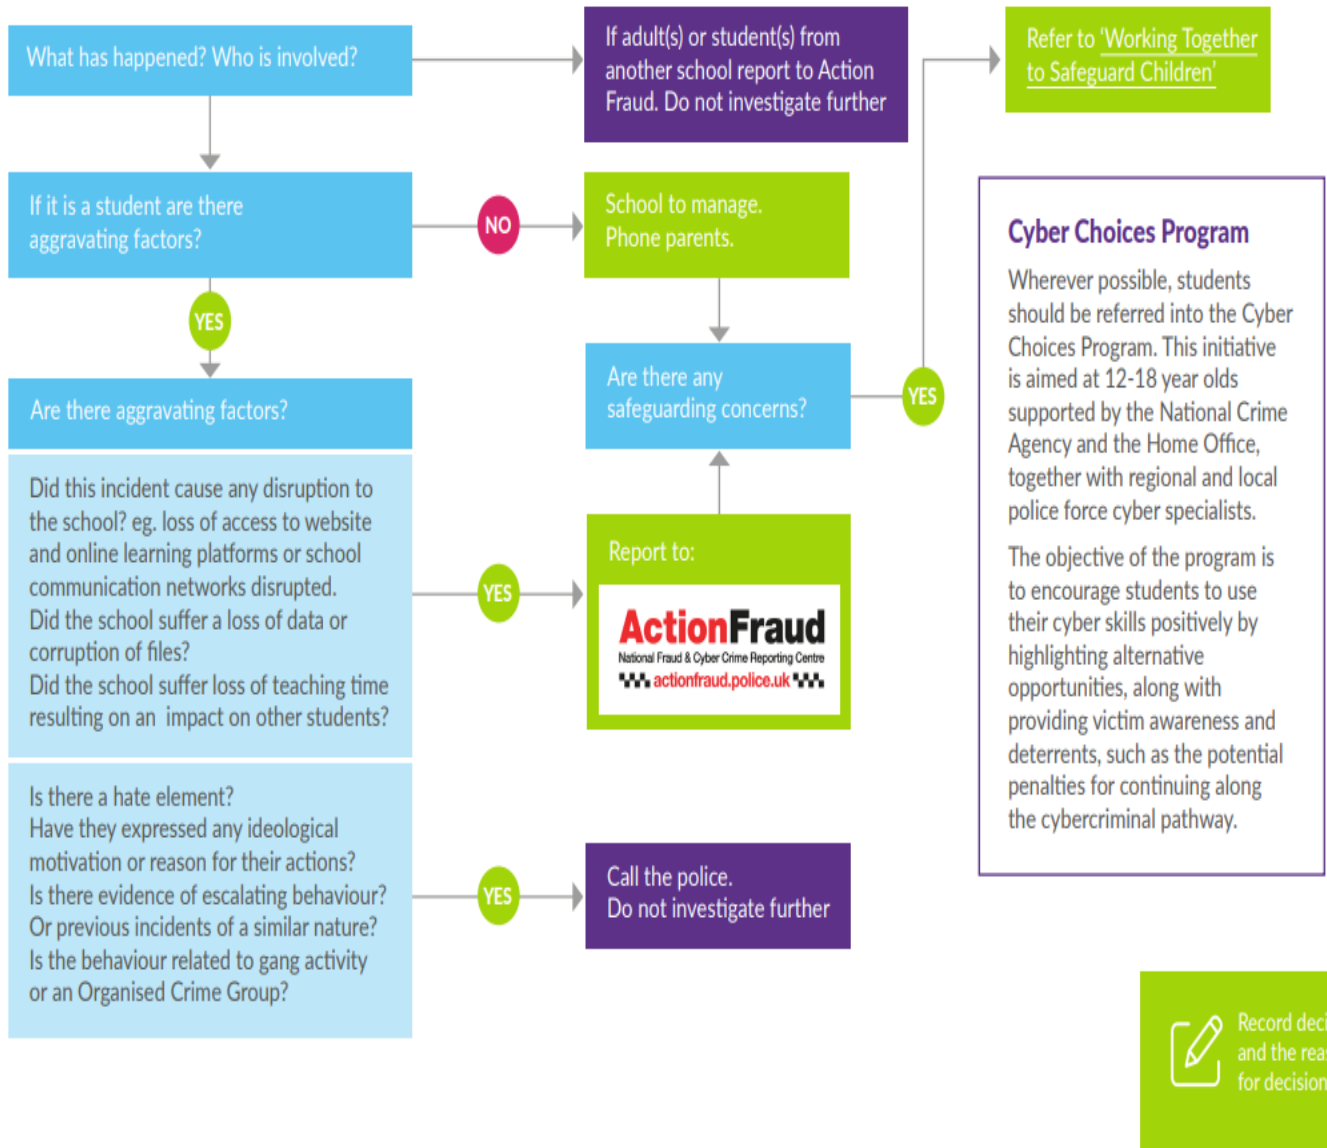 What has happened? Who is involved?
If adult(s) or student(s) from
another school report to Action
Fraud. Do not investigate further
Refer to 'Working Together
to Safeguard Children'
If it is a student are there
aggravating factors?
NO
School to manage.
Phone parents.
YES
Are there any
safeguarding concerns?
YES
Are there aggravating factors?
Did this incident cause any disruption to
the school? eg. loss of access to website
and online learning platforms or school
communication networks disrupted.
Did the school suffer a loss of data or
corruption of files?
Did the school suffer loss of teaching time
resulting on an impact on other students?
YES
Report to:
ActionFraud
National Fraud & Cyber Crime Reporting Centre
actionfraud.police.uk
Is there a hate element?
Have they expressed any ideological
motivation or reason for their actions?
Is there evidence of escalating behaviour?
Or previous incidents of a similar nature?
Is the behaviour related to gang activity
or an Organised Crime Group?
YES
Call the police.
Do not investigate further
Cyber Choices Program
Wherever possible, students
should be referred into the Cyber
Choices Program. This initiative
is aimed at 12-18 year olds
supported by the National Crime
Agency and the Home Office,
together with regional and local
police force cyber specialists.
The objective of the program is
to encourage students to use
their cyber skills positively by
highlighting alternative
opportunities, along with
providing victim awareness and
deterrents, such as the potential
penalties for continuing along
the cybercriminal pathway.
Record
and the
for decision